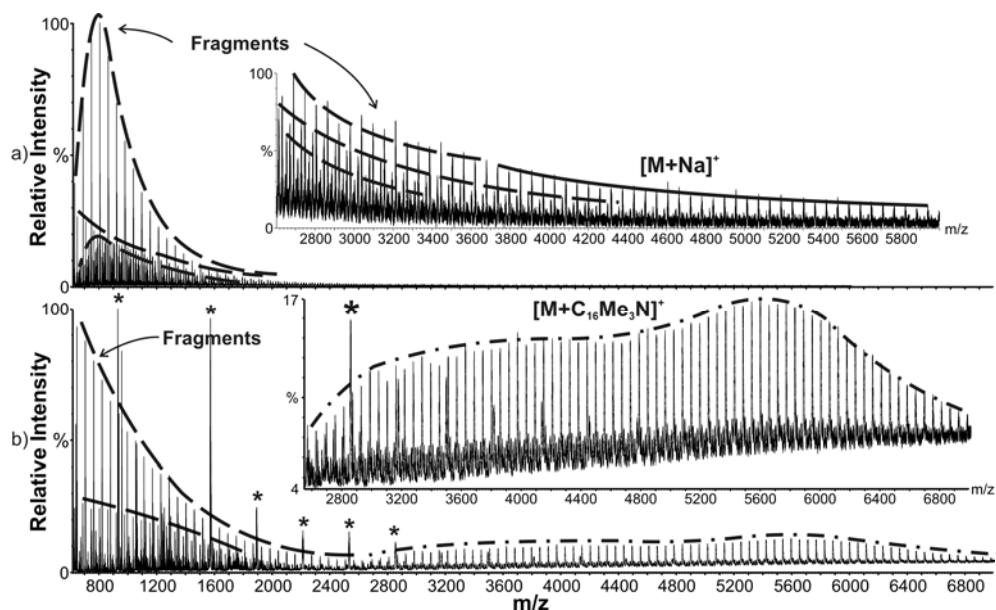 100
Fragments
100
%
[M+Na]⁺
0
m/z
2800 3000 3200 3400 3600 3800 4000 4200 4400 4600 4800 5000 5200 5400 5600 5800
a)
Relative Intensity
%
0
100
*
*
17
*
[M+C₁₆Me₃N]⁺
Fragments
%
4
m/z
2800 3200 3600 4000 4400 4800 5200 5600 6000 6400 6800
b)
Relative Intensity
%
*
*
*
*
0
800 1200 1600 2000 2400 2800 3200 3600 4000 4400 4800 5200 5600 6000 6400 6800
m/z